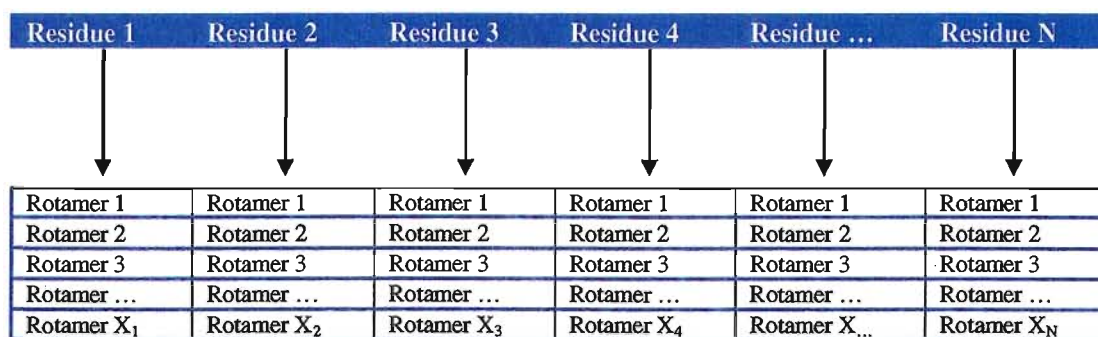 Residue 1 Residue 2 Residue 3 Residue 4 Residue ... Residue N
Rotamer 1 Rotamer 1 Rotamer 1 Rotamer 1 Rotamer 1 Rotamer 1
Rotamer 2 Rotamer 2 Rotamer 2 Rotamer 2 Rotamer 2 Rotamer 2
Rotamer 3 Rotamer 3 Rotamer 3 Rotamer 3 Rotamer 3 Rotamer 3
Rotamer ... Rotamer ... Rotamer ... Rotamer ... Rotamer ... Rotamer ...
Rotamer X₁ Rotamer X₂ Rotamer X₃ Rotamer X₄ Rotamer X... Rotamer X_N